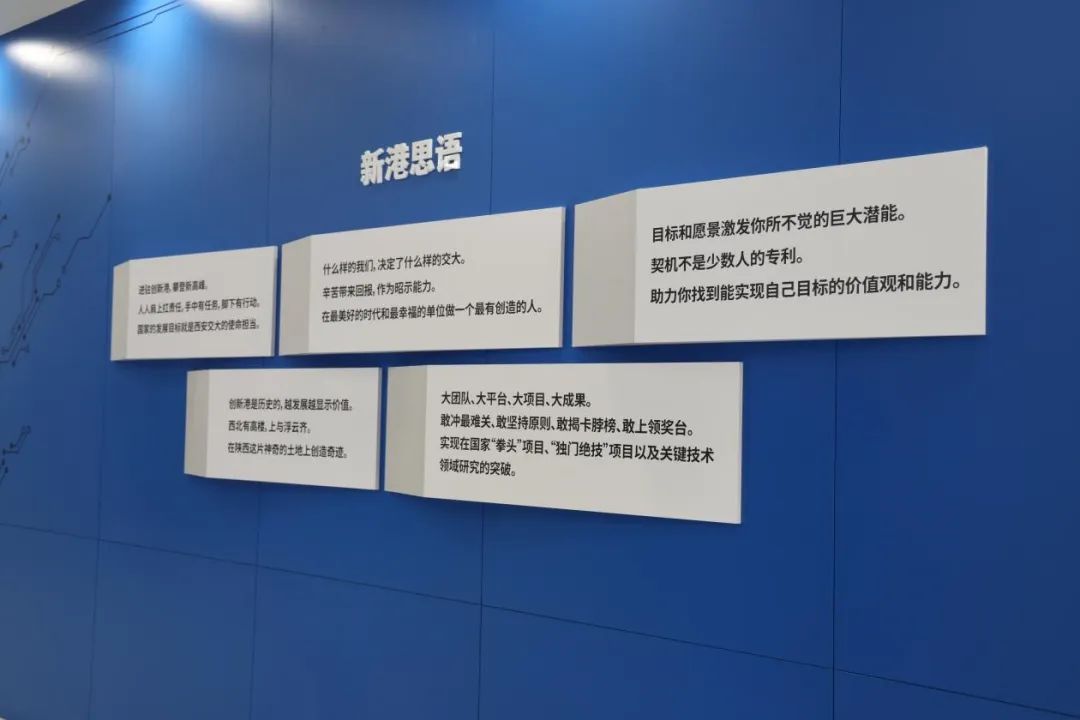 新港思语
进驻创新港,攀登新高峰。
人人肩上扛责任,手中有任务,脚下有行动。
国家的发展目标就是西安交大的使命担当。
什么样的我们,决定了什么样的交大。
辛苦带来回报,作为昭示能力。
在最美好的时代和最幸福的单位做一个最有创造的人。
目标和愿景激发你所不觉的巨大潜能。
契机不是少数人的专利。
助力你找到能实现自己目标的价值观和能力。
创新港是历史的,越发展越显示价值。
西北有高楼,上与浮云齐。
在陕西这片神奇的土地上创造奇迹。
大团队、大平台、大项目、大成果。
敢冲最难关、敢坚持原则、敢揭卡脖榜、敢上领奖台。
实现在国家“拳头”项目、“独门绝技”项目以及关键技术
领域研究的突破。